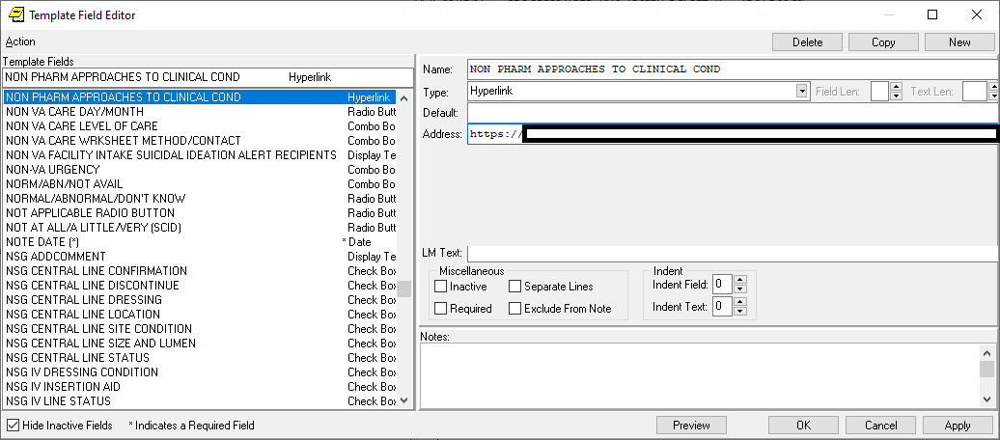 Template Field Editor
Action
Delete Copy New
Template Fields
NON PHARM APPROACHES TO CLINICAL COND Hyperlink
NON PHARM APPROACHES TO CLINICAL COND Hyperlink
NON VA CARE DAY/MONTH Radio Butt
NON VA CARE LEVEL OF CARE Combo Bo
NON VA CARE WRKSHEET METHOD/CONTACT Combo Bo
NON VA FACILITY INTAKE SUICIDAL IDEATION ALERT RECIPIENTS Display Te
NON-VA URGENCY Combo Bo
NORM/ABN/NOT AVAIL Combo Bo
NORMAL/ABNORMAL/DON'T KNOW Radio Butt
NOT APPLICABLE RADIO BUTTON Radio Butt
NOT AT ALL/A LITTLE/VERY (SCID) Radio Butt
NOTE DATE (*) * Date
NSG ADDCOMMENT Display Te
NSG CENTRAL LINE CONFIRMATION Check Box
NSG CENTRAL LINE DISCONTINUE Check Box
NSG CENTRAL LINE DRESSING Check Box
NSG CENTRAL LINE LOCATION Check Box
NSG CENTRAL LINE SITE CONDITION Check Box
NSG CENTRAL LINE SIZE AND LUMEN Check Box
NSG CENTRAL LINE STATUS Check Box
NSG IV DRESSING CONDITION Check Box
NSG IV INSERTION AID Check Box
NSG IV LINE STATUS Check Box
Name: NON PHARM APPROACHES TO CLINICAL COND
Type: Hyperlink Field Len: Text Len:
Default:
Address: https://
LM Text:
Miscellaneous
Inactive Separate Lines
Required Exclude From Note
Indent
Indent Field: 0
Indent Text: 0
Notes:
Hide Inactive Fields * Indicates a Required Field
Preview OK Cancel Apply